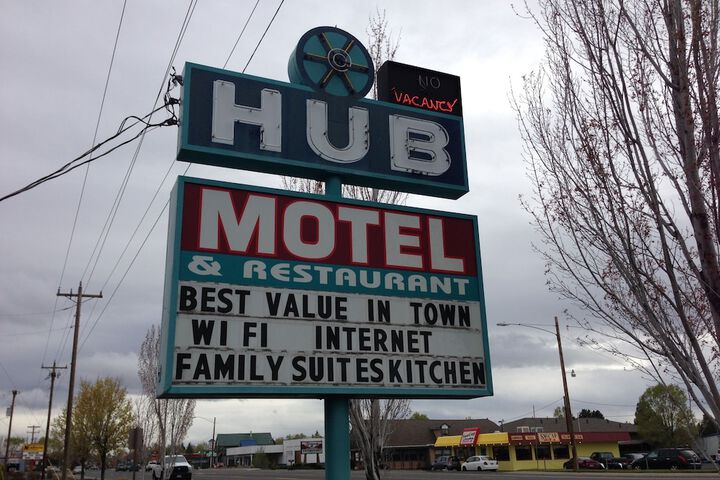 NO
VACANCY
HUB
MOTEL
& RESTAURANT
BEST VALUE IN TOWN
WI FI INTERNET
FAMILY SUITES KITCHEN